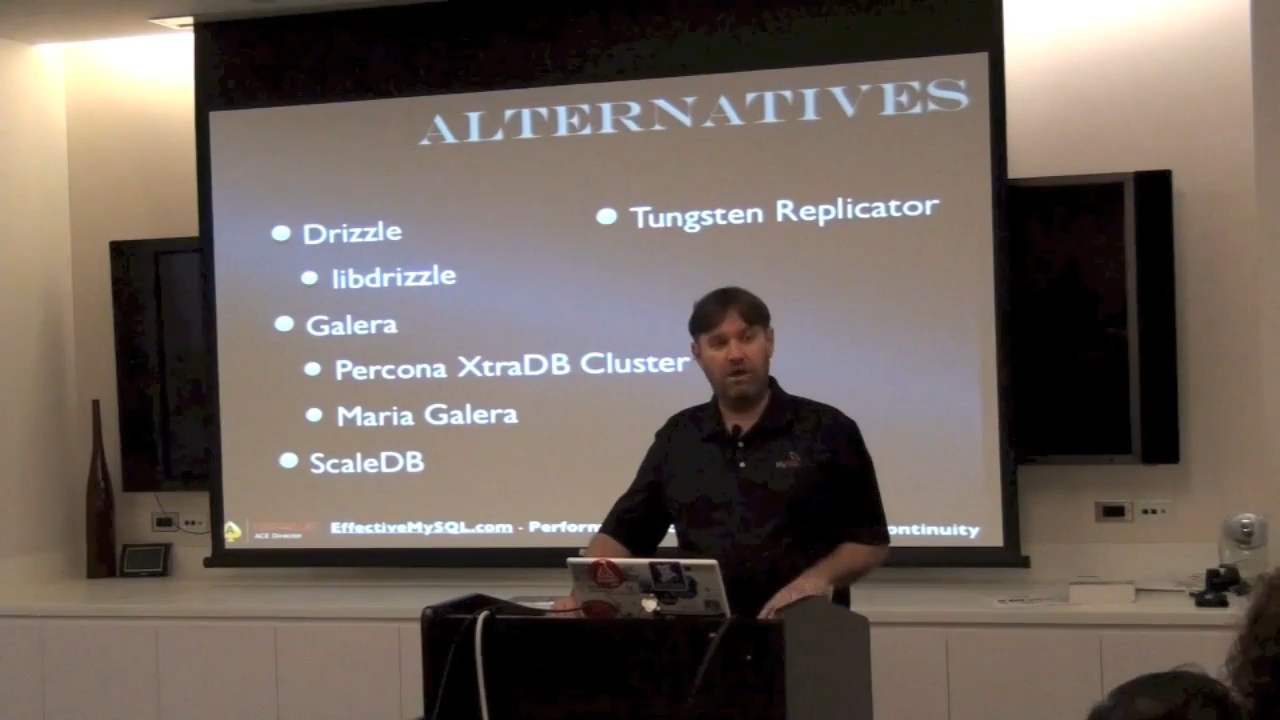 ALTERNATIVES
Drizzle
libdrizzle
Galera
Percona XtraDB Cluster
Maria Galera
ScaleDB
Tungsten Replicator
ACE Director
EffectiveMySQL.com - Perform
ontinuity